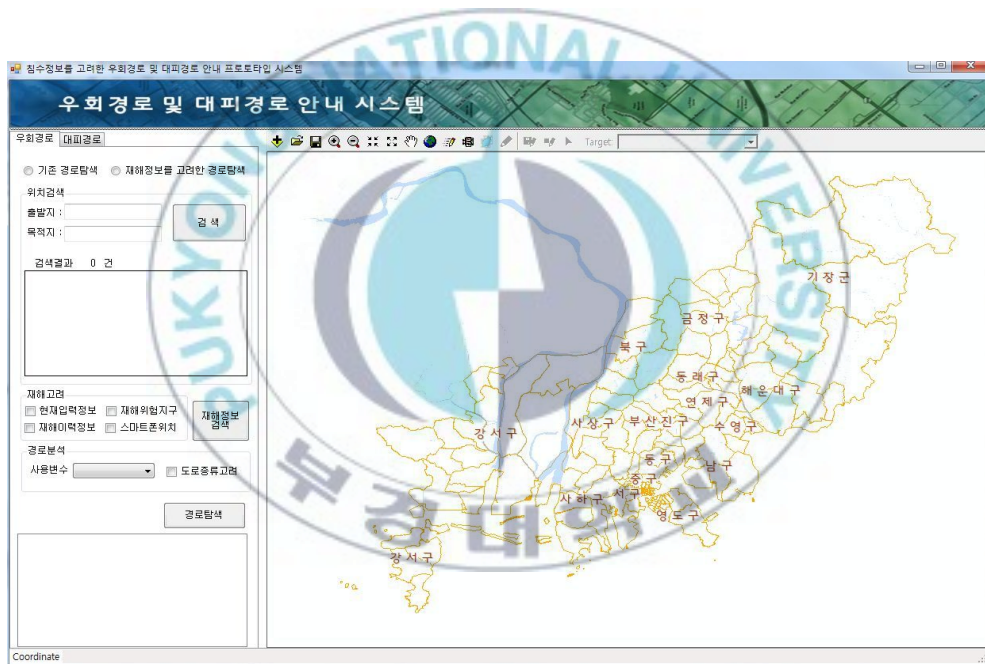 침수정보를 고려한 우회경로 및 대피경로 안내 프로토타입 시스템
우회경로 및 대피경로 안내 시스템
우회경로 대피경로
Target:
기존 경로탐색 재해정보를 고려한 경로탐색
위치검색
출발지 :
목적지 :
검 색
검색결과 0 건
재해고려
현재입력정보 재해위험지구
재해이력정보 스마트폰위치
재해정보
검색
경로분석
사용변수 도로종류고려
경로탐색
기 장 군
금 정 구
북 구
동 래 구
해 운 대 구
연 제 구
사 상 구
부 산 진 구
수 영 구
강 서 구
동 구
남 구
중 구
사 하 구
서 구
영 도 구
강 서 구
Coordinate
PUKYONG NATIONAL UNIVERSITY
부경대학교